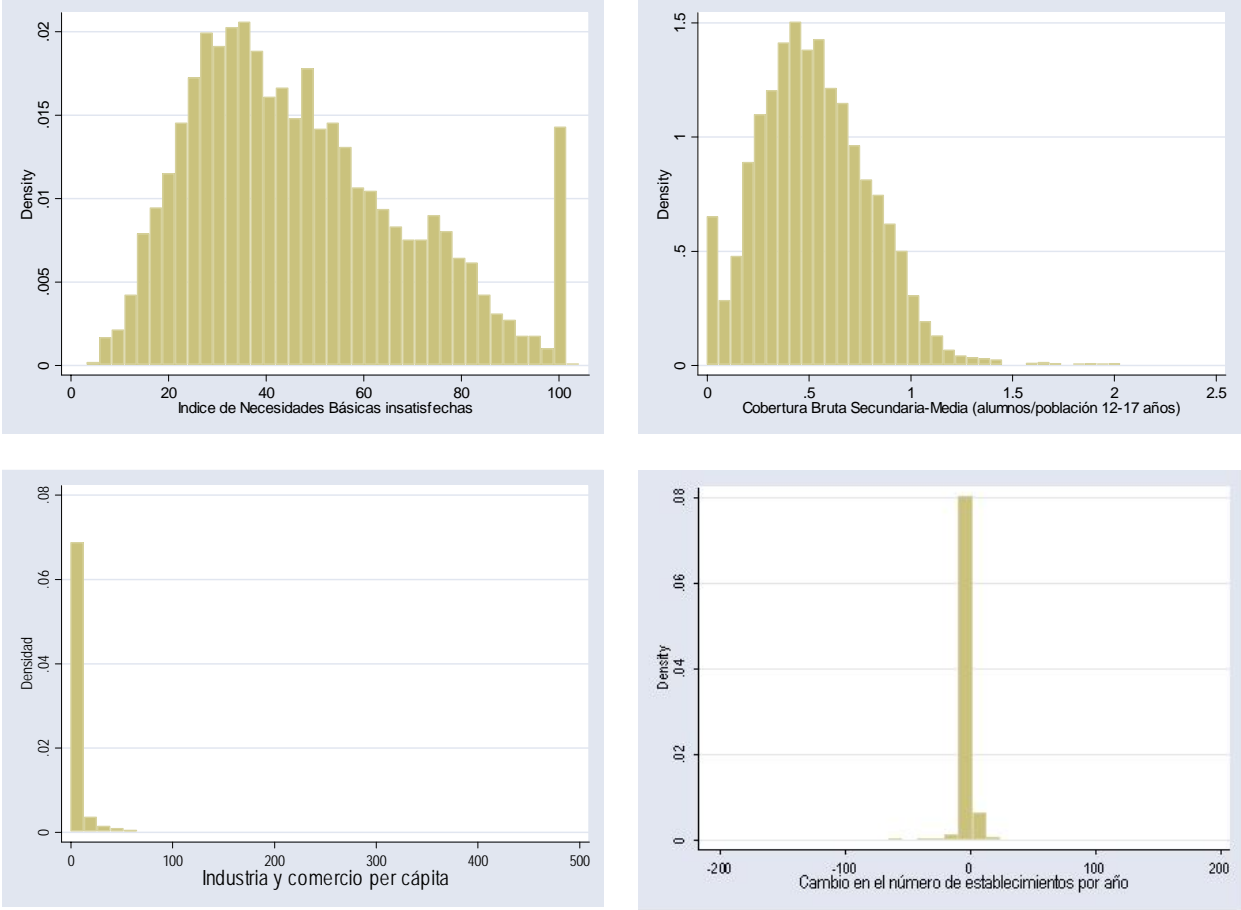 .02
.015
.01
.005
0
Density
0 20 40 60 80 100
Indice de Necesidades Básicas insatisfechas
1.5
1
.5
0
Density
0 .5 1 1.5 2 2.5
Cobertura Bruta Secundaria-Media (alumnos/población 12-17 años)
.08
.06
.04
.02
0
Densidad
0 100 200 300 400 500
Industria y comercio per cápita
.08
.06
.04
.02
0
Density
-200 -100 0 100 200
Cambio en el número de establecimientos por año